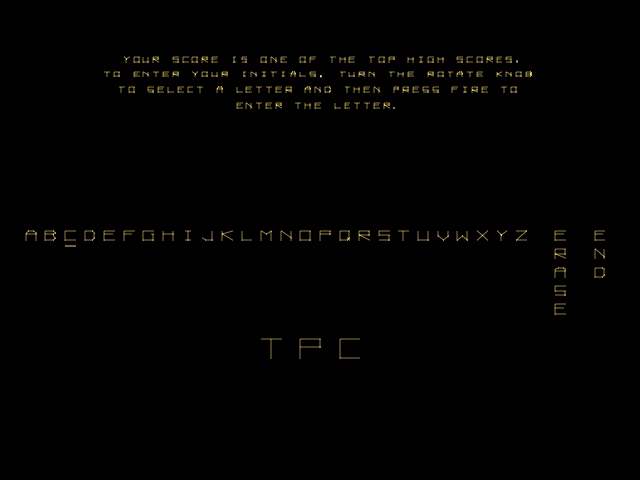 YOUR SCORE IS ONE OF THE TOP HIGH SCORES.
TO ENTER YOUR INITIALS, TURN THE ROTATE KNOB
TO SELECT A LETTER AND THEN PRESS FIRE TO
ENTER THE LETTER.
ABCDEFGHIJKLMNOPQRSTUVWXYZ
ERASE
END
TPC